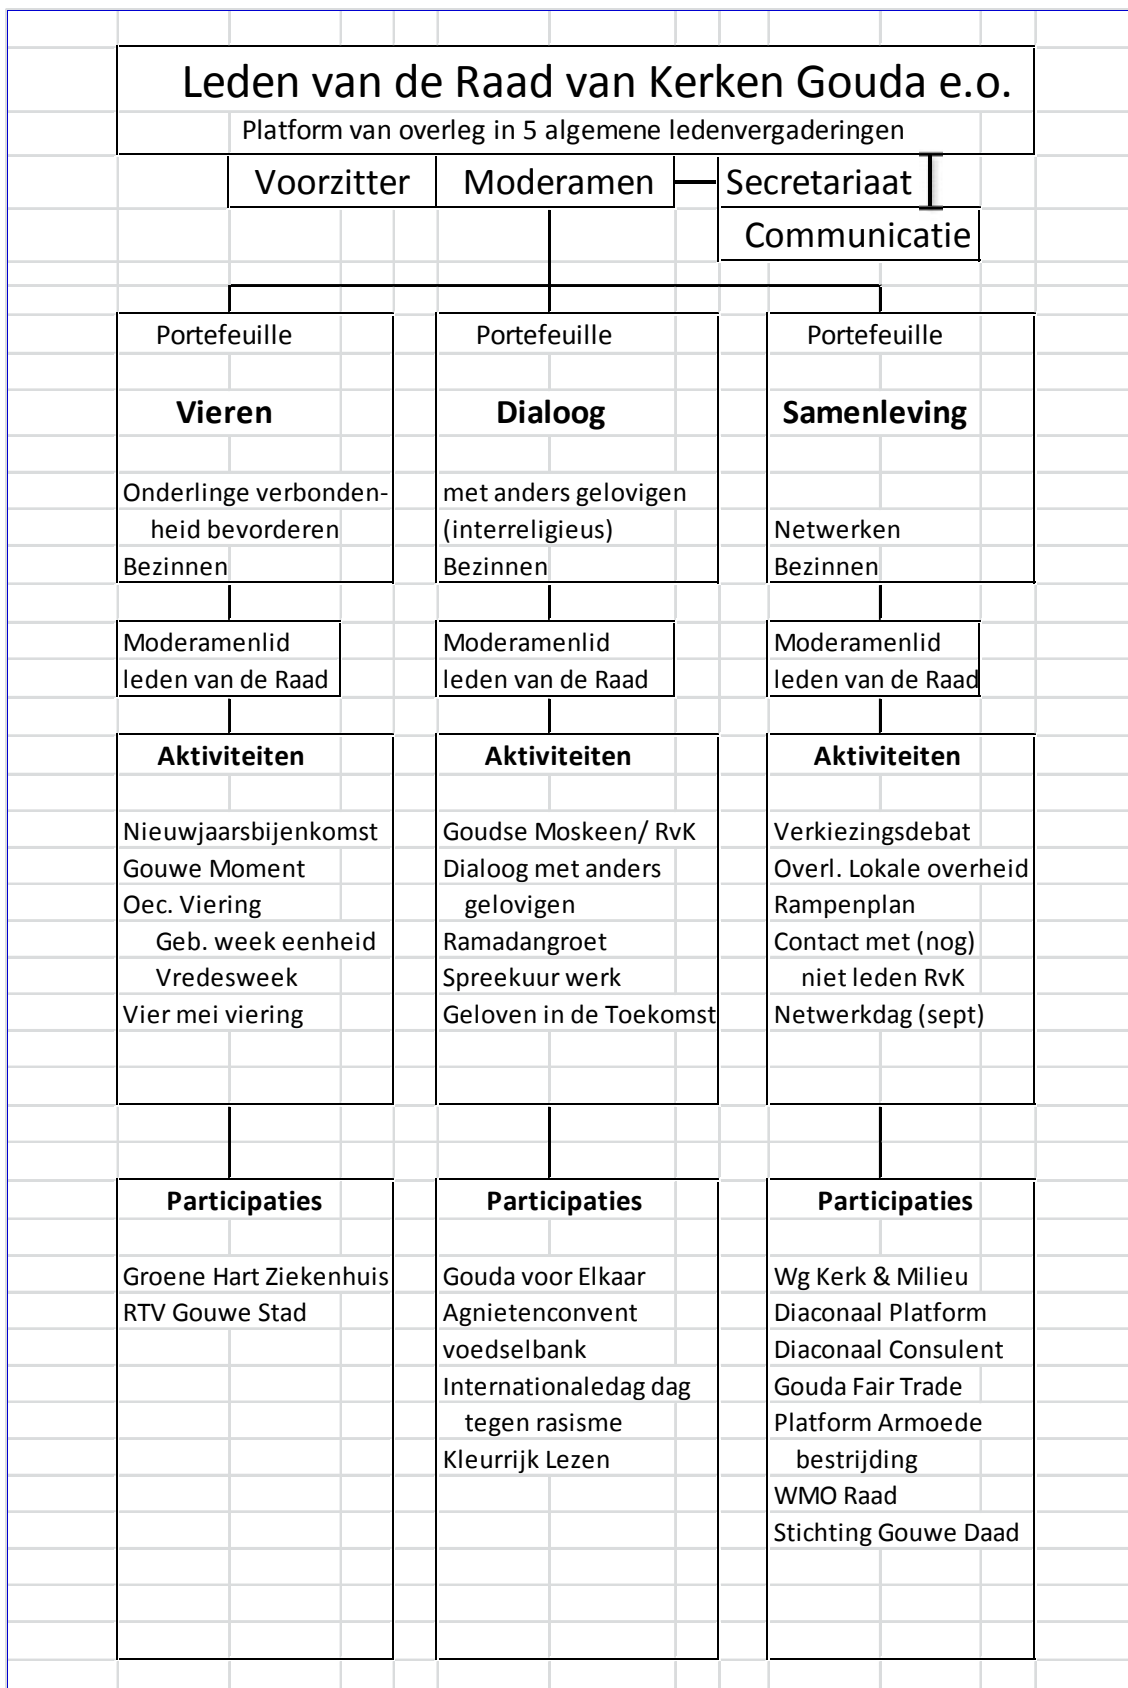 Leden van de Raad van Kerken Gouda e.o.
Platform van overleg in 5 algemene ledenvergaderingen
Voorzitter
Moderamen
Secretariaat
Communicatie
Portefeuille
Vieren
Onderlinge verbonden-
heid bevorderen
Bezinnen
Moderamenlid
leden van de Raad
Aktiviteiten
Nieuwjaarsbijenkomst
Gouwe Moment
Oec. Viering
Geb. week eenheid
Vredesweek
Vier mei viering
Participaties
Groene Hart Ziekenhuis
RTV Gouwe Stad
Portefeuille
Dialoog
met anders gelovigen
(interreligieus)
Bezinnen
Moderamenlid
leden van de Raad
Aktiviteiten
Goudse Moskeen/ RvK
Dialoog met anders
gelovigen
Ramadangroet
Spreekuur werk
Geloven in de Toekomst
Participaties
Gouda voor Elkaar
Agnietenconvent
voedselbank
Internationaledag dag
tegen rasisme
Kleurrijk Lezen
Portefeuille
Samenleving
Netwerken
Bezinnen
Moderamenlid
leden van de Raad
Aktiviteiten
Verkiezingsdebat
Overl. Lokale overheid
Rampenplan
Contact met (nog)
niet leden RvK
Netwerkdag (sept)
Participaties
Wg Kerk & Milieu
Diaconaal Platform
Diaconaal Consulent
Gouda Fair Trade
Platform Armoede
bestrijding
WMO Raad
Stichting Gouwe Daad